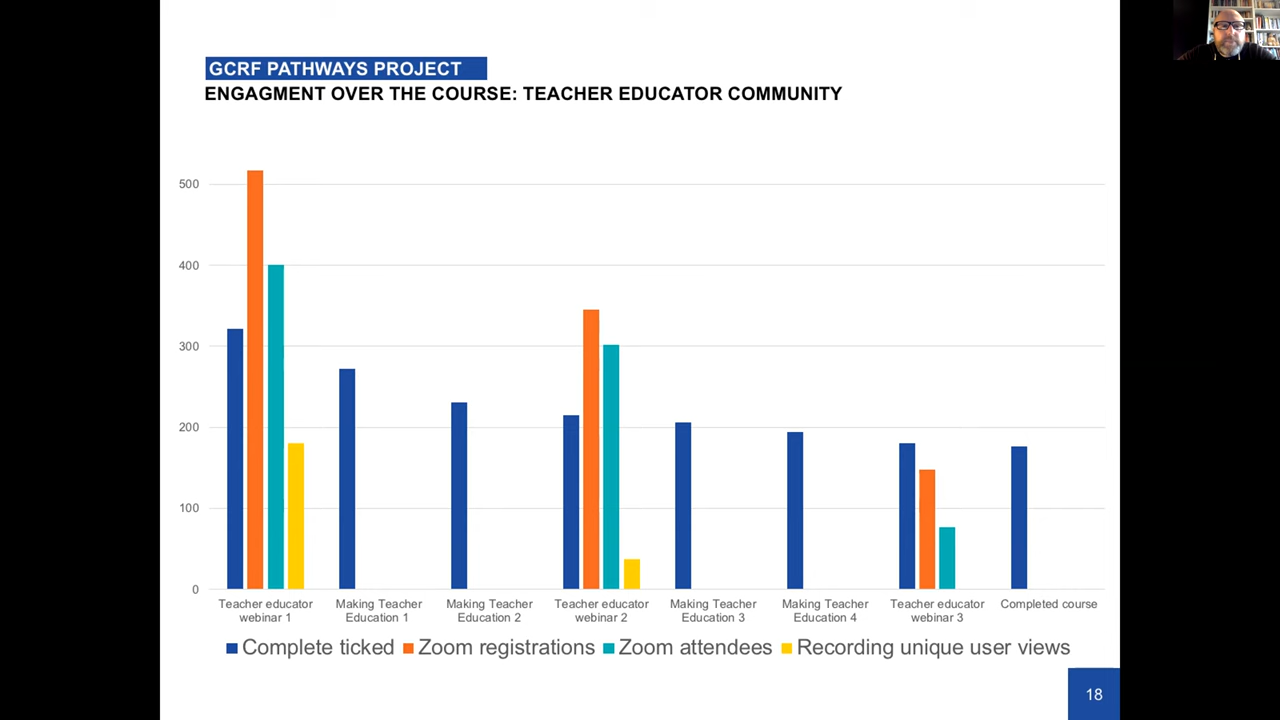 GCRF PATHWAYS PROJECT
ENGAGMENT OVER THE COURSE: TEACHER EDUCATOR COMMUNITY
500
400
300
200
100
0
Teacher educator webinar 1
Making Teacher Education 1
Making Teacher Education 2
Teacher educator webinar 2
Making Teacher Education 3
Making Teacher Education 4
Teacher educator webinar 3
Completed course
Complete ticked Zoom registrations Zoom attendees Recording unique user views
18